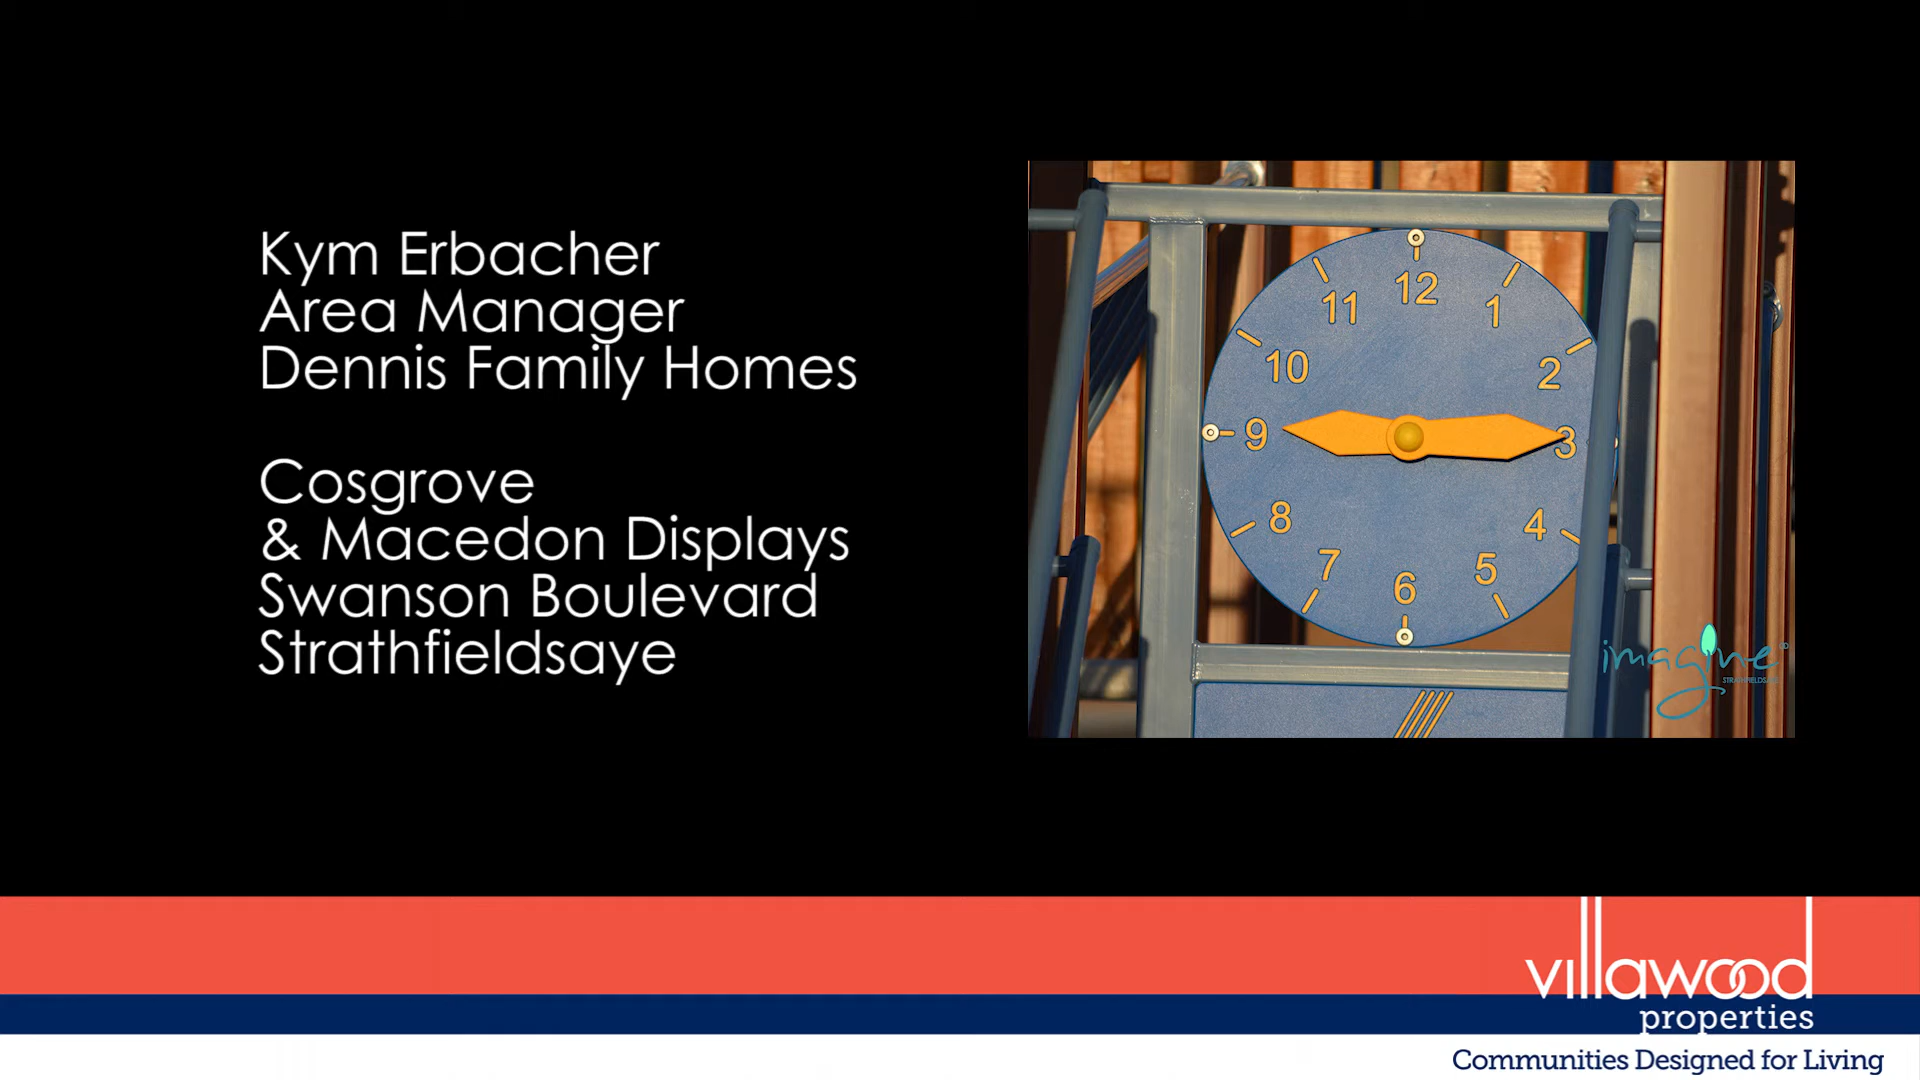 Kym Erbacher
Area Manager
Dennis Family Homes
Cosgrove
& Macedon Displays
Swanson Boulevard
Strathfieldsaye
12
11
1
10
2
9
3
8
4
7
5
6
imagine
villawood
properties
Communities Designed for Living